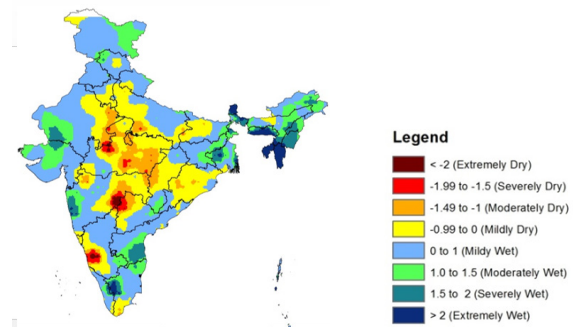 Legend
< -2 (Extremely Dry)
-1.99 to -1.5 (Severely Dry)
-1.49 to -1 (Moderately Dry)
-0.99 to 0 (Mildly Dry)
0 to 1 (Mildy Wet)
1.0 to 1.5 (Moderately Wet)
1.5 to 2 (Severely Wet)
> 2 (Extremely Wet)